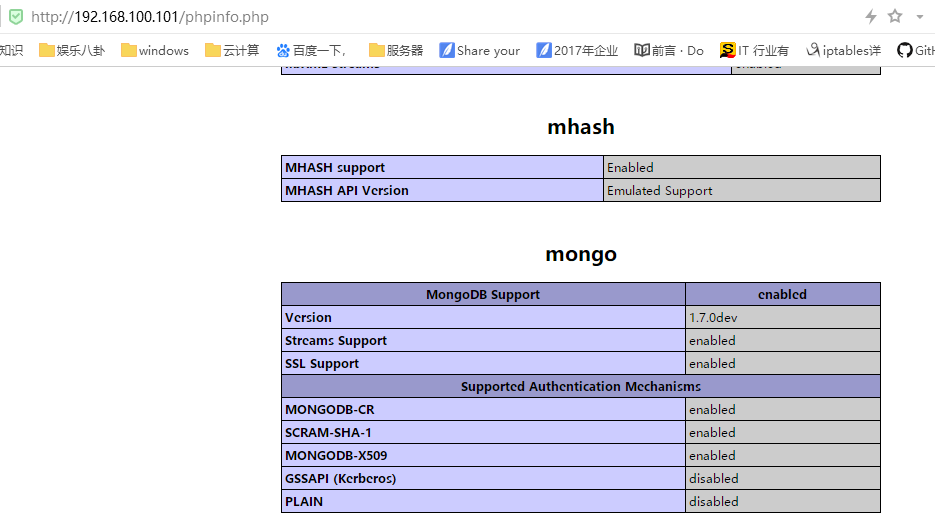 http://192.168.100.101/phpinfo.php
知识 娱乐八卦 windows 云计算 百度一下, 服务器 Share your 2017年企业 前言 · Do IT 行业有 iptables详 GitH
mhash
MHASH support Enabled
MHASH API Version Emulated Support
mongo
MongoDB Support enabled
Version 1.7.0dev
Streams Support enabled
SSL Support enabled
Supported Authentication Mechanisms
MONGODB-CR enabled
SCRAM-SHA-1 enabled
MONGODB-X509 enabled
GSSAPI (Kerberos) disabled
PLAIN disabled